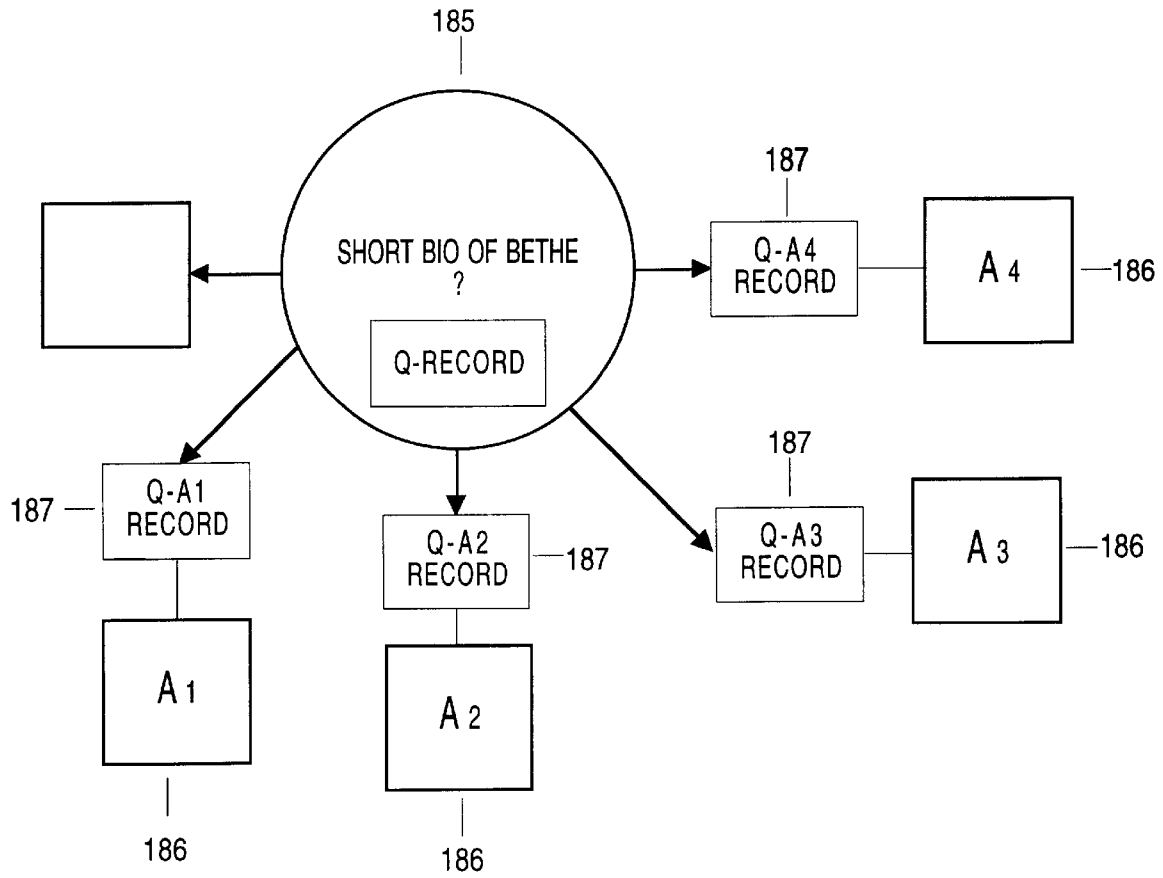 185
187
SHORT BIO OF BETHE
?
Q-RECORD
Q-A4
RECORD
A 4
186
187
Q-A1
RECORD
187
Q-A2
RECORD
187
Q-A3
RECORD
A 3
186
A 1
A 2
186
186